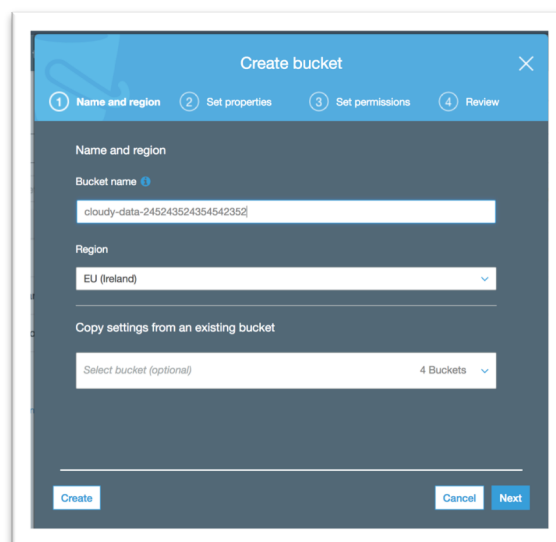 Create bucket
1 Name and region 2 Set properties 3 Set permissions 4 Review
Name and region
Bucket name
cloudy-data-245243524354542352
Region
EU (Ireland)
Copy settings from an existing bucket
Select bucket (optional) 4 Buckets
Create Cancel Next